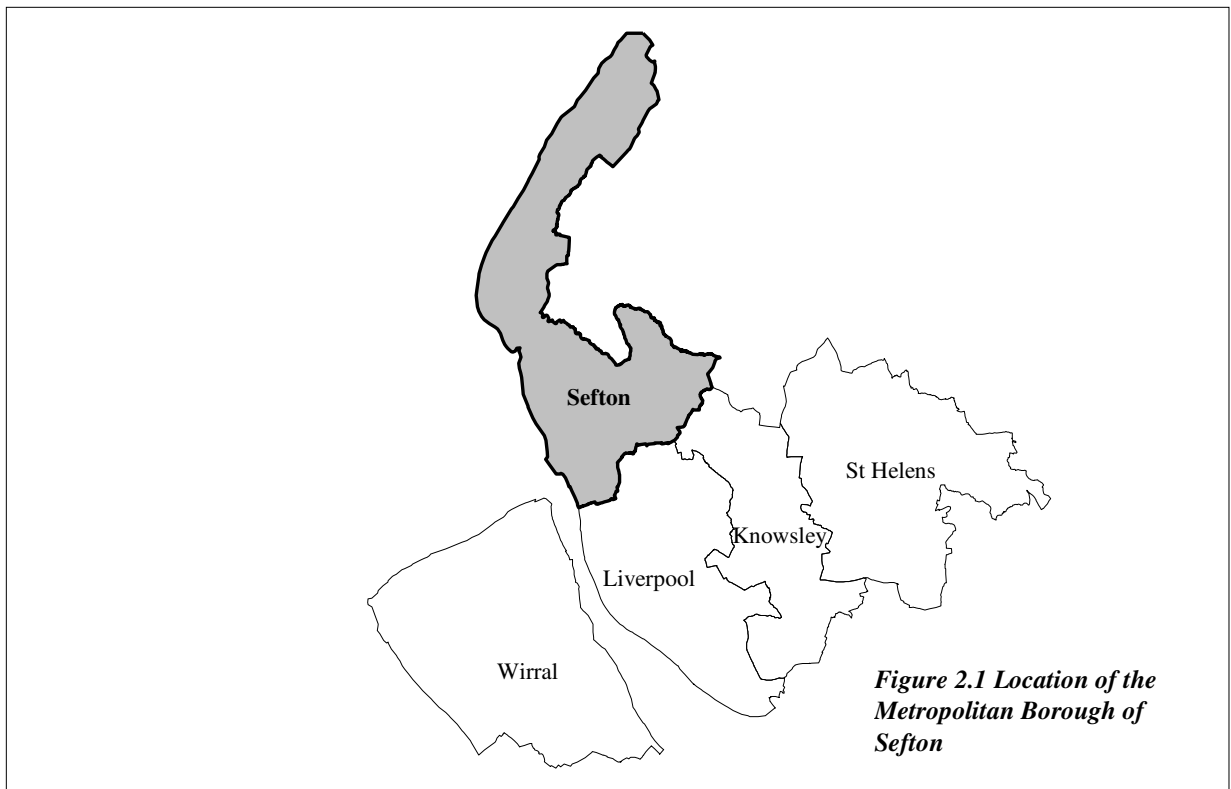 Sefton
St Helens
Knowsley
Liverpool
Wirral
Figure 2.1 Location of the
Metropolitan Borough of
Sefton